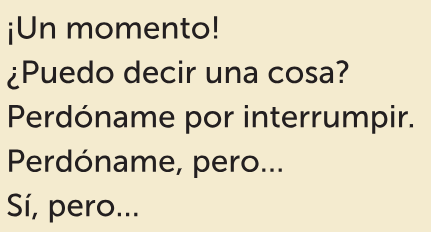 ¡Un momento!
¿Puedo decir una cosa?
Perdóname por interrumpir.
Perdóname, pero...
Sí, pero...